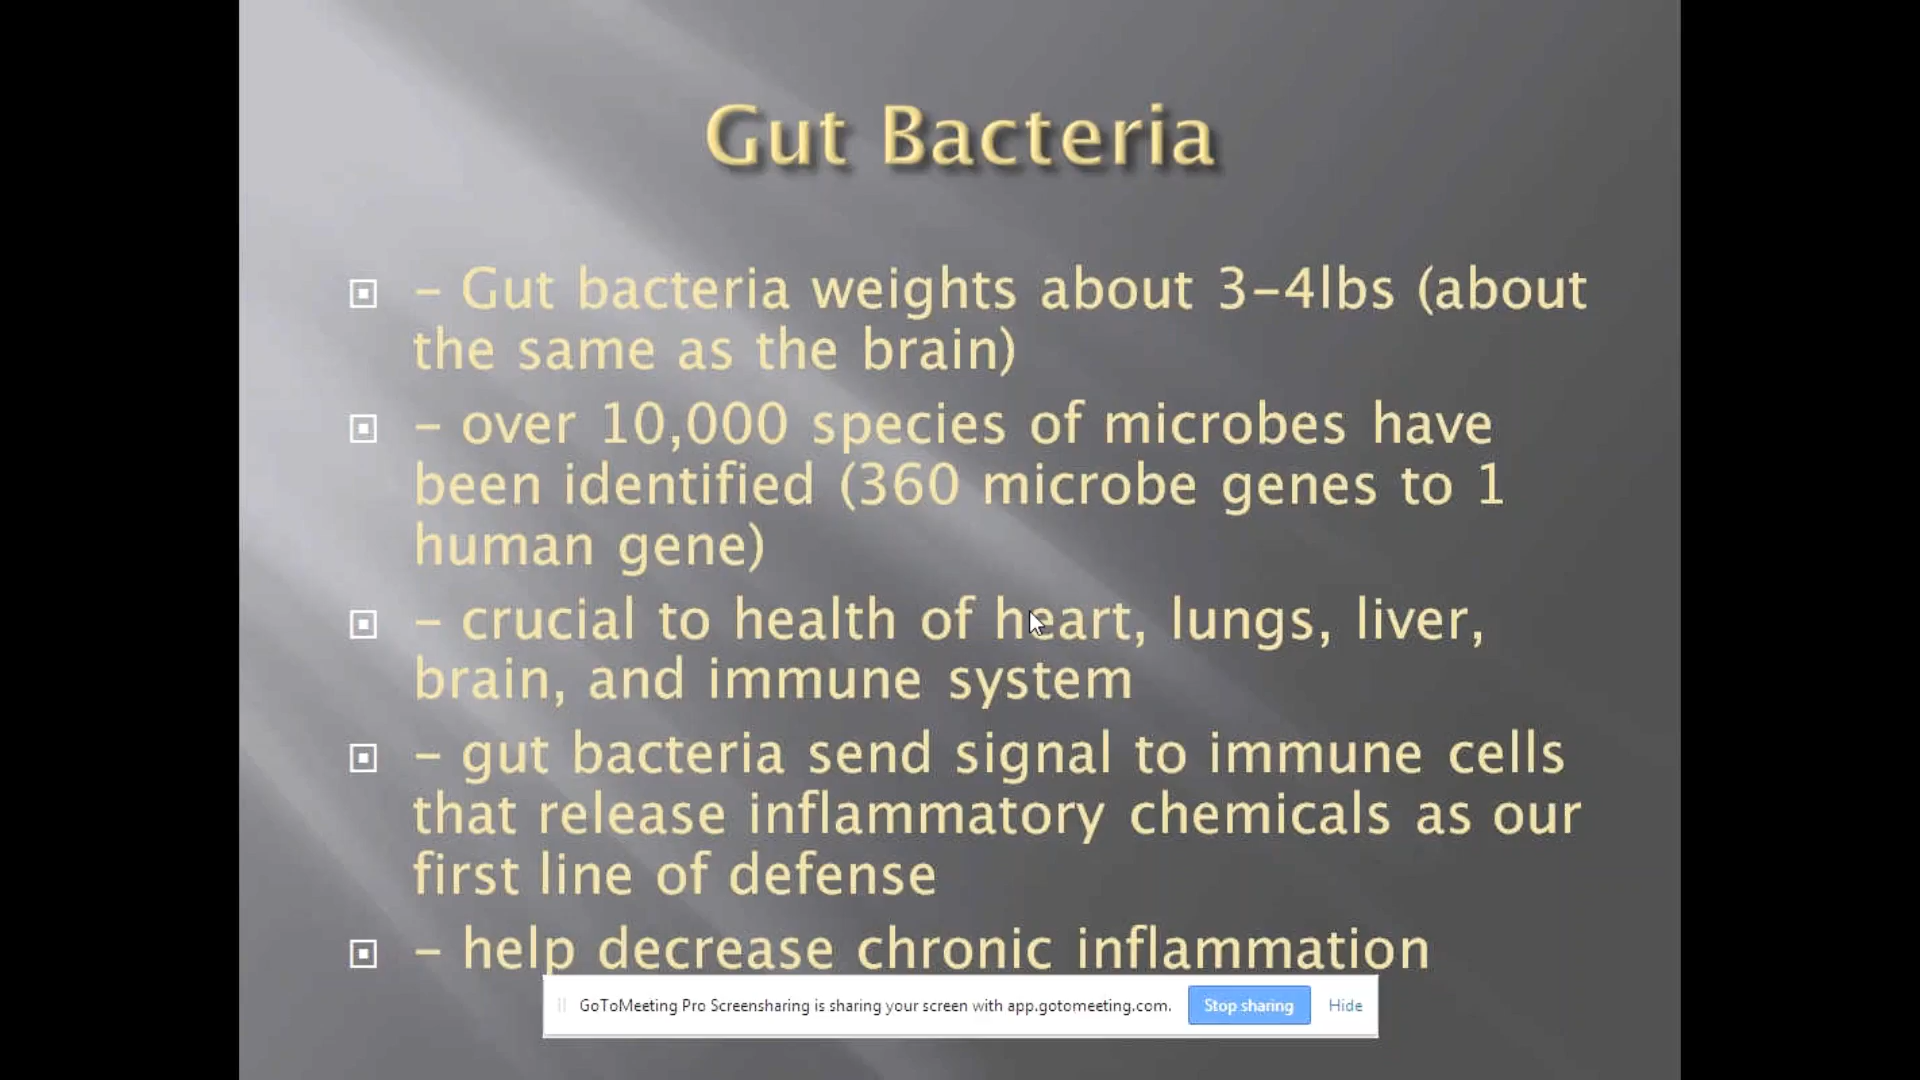 Gut Bacteria
– Gut bacteria weights about 3–4lbs (about
the same as the brain)
– over 10,000 species of microbes have
been identified (360 microbe genes to 1
human gene)
– crucial to health of heart, lungs, liver,
brain, and immune system
– gut bacteria send signal to immune cells
that release inflammatory chemicals as our
first line of defense
– help decrease chronic inflammation
GoToMeeting Pro Screensharing is sharing your screen with app.gotomeeting.com. Stop sharing Hide